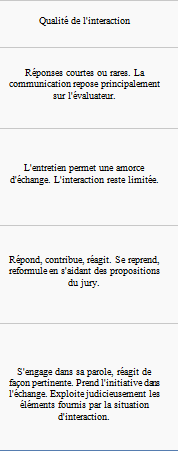 Qualité de l'interaction
Réponses courtes ou rares. La
communication repose principalement
sur l'évaluateur.
L'entretien permet une amorce
d'échange. L'interaction reste limitée.
Répond, contribue, réagit. Se reprend,
reformule en s'aidant des propositions
du jury.
S'engage dans sa parole, réagit de
façon pertinente. Prend l'initiative dans
l'échange. Exploite judicieusement les
éléments fournis par la situation
d'interaction.